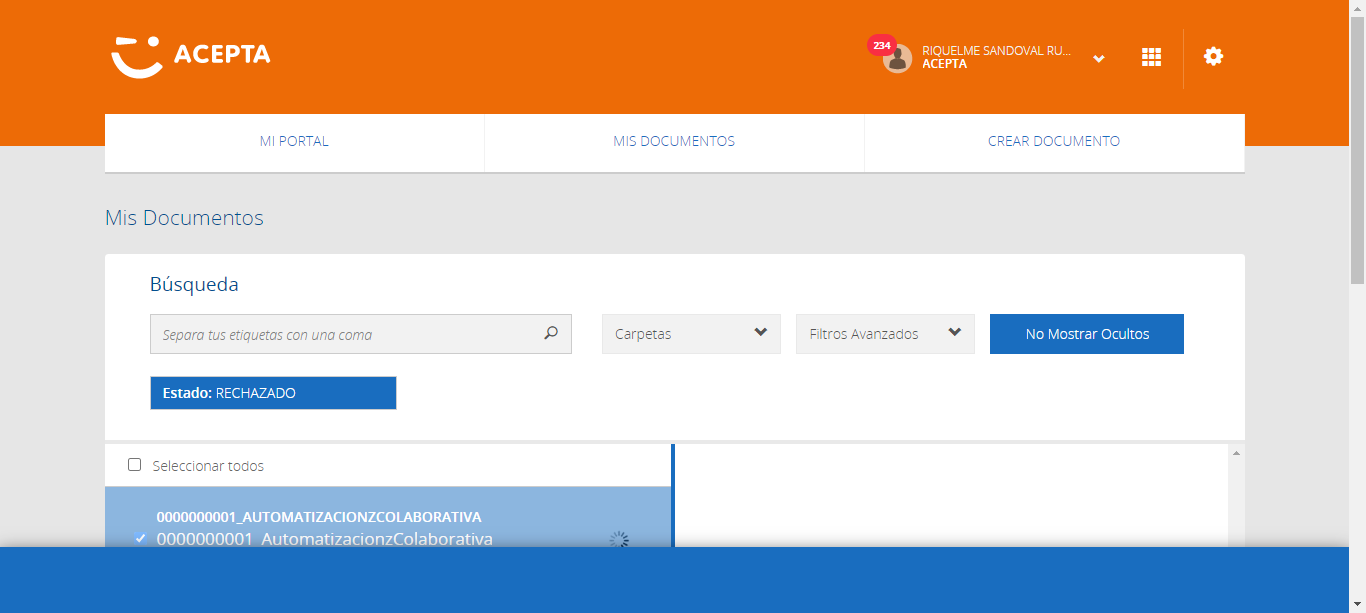 ACEPTA
234
RIQUELME SANDOVAL RU...
ACEPTA
MI PORTAL
MIS DOCUMENTOS
CREAR DOCUMENTO
Mis Documentos
Búsqueda
Separa tus etiquetas con una coma
Carpetas
Filtros Avanzados
No Mostrar Ocultos
Estado: RECHAZADO
Seleccionar todos
0000000001_AUTOMATIZACIONZCOLABORATIVA
0000000001_AutomatizacionzColaborativa